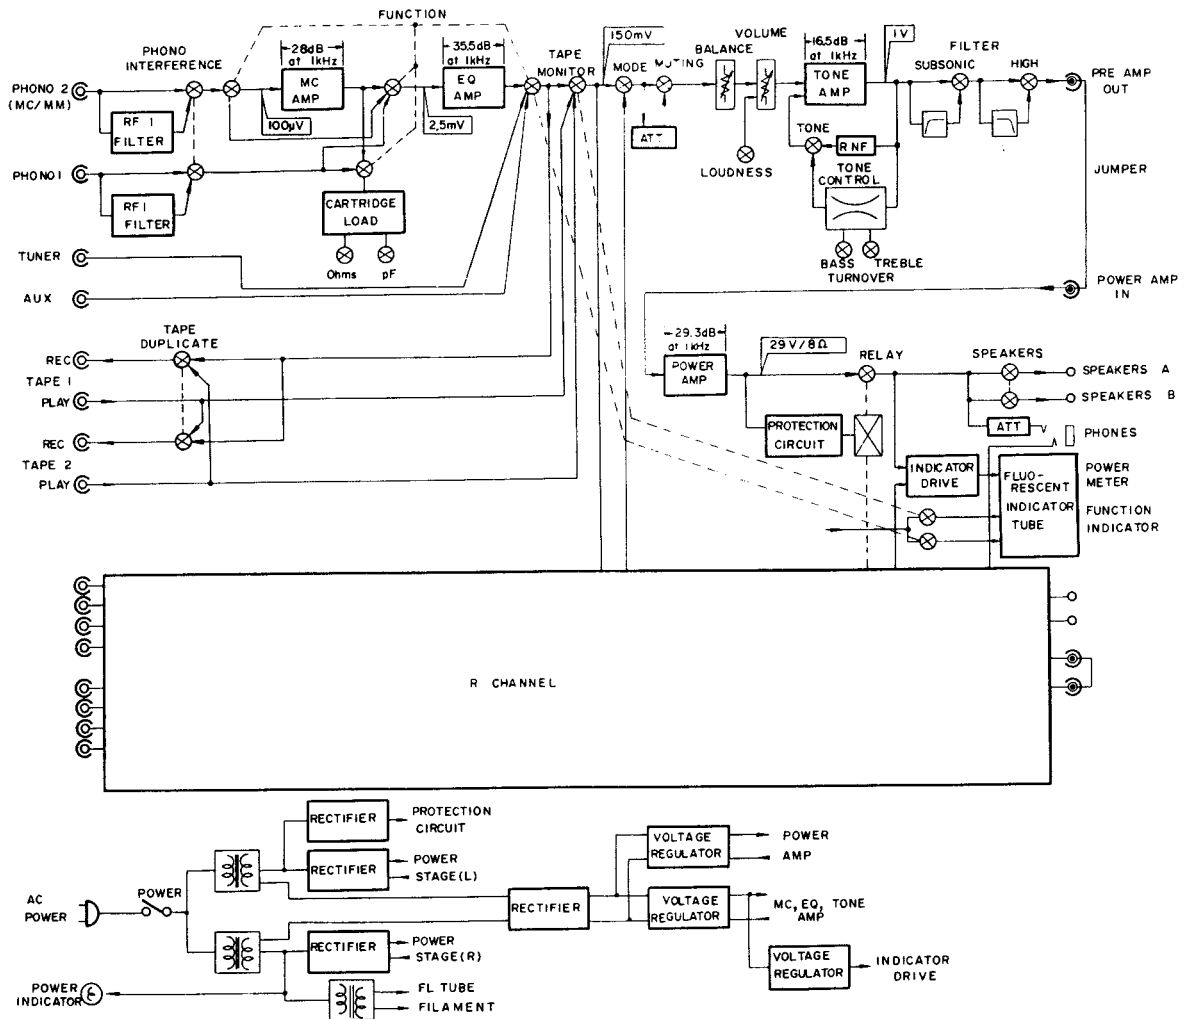 FUNCTION
PHONO
INTERFERENCE
28dB
at 1kHz
35,5dB
at 1kHz
TAPE
MONITOR
150mV
MODE
MUTING
BALANCE
VOLUME
16.5dB
at 1kHz
1V
FILTER
SUBSONIC
HIGH
PHONO 2
(MC/MM)
RF I
FILTER
MC
AMP
100µV
EQ
AMP
2,5mV
ATT
LOUDNESS
TONE
AMP
TONE
RNF
TONE
CONTROL
BASS
TREBLE
TURNOVER
PRE AMP
OUT
JUMPER
PHONO 1
RF I
FILTER
CARTRIDGE
LOAD
Ohms
pF
TUNER
AUX
POWER AMP
IN
TAPE
DUPLICATE
REC
TAPE 1
PLAY
REC
TAPE 2
PLAY
29.3dB
at 1kHz
POWER
AMP
29V/8Ω
RELAY
SPEAKERS
SPEAKERS A
SPEAKERS B
ATT
PHONES
PROTECTION
CIRCUIT
INDICATOR
DRIVE
FLUO-
RESCENT
INDICATOR
TUBE
POWER
METER
FUNCTION
INDICATOR
R CHANNEL
RECTIFIER
PROTECTION
CIRCUIT
RECTIFIER
POWER
STAGE(L)
AC
POWER
POWER
RECTIFIER
VOLTAGE
REGULATOR
POWER
AMP
VOLTAGE
REGULATOR
MC, EQ, TONE
AMP
RECTIFIER
POWER
STAGE(R)
VOLTAGE
REGULATOR
INDICATOR
DRIVE
POWER
INDICATOR
FL TUBE
FILAMENT